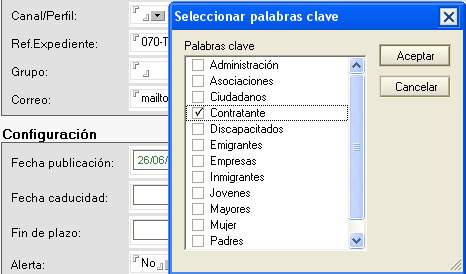 Canal/Perfil:
Ref.Expediente: 070-T
Grupo:
Correo: mailto
Configuración
Fecha publicación: 26/06/
Fecha caducidad:
Fin de plazo:
Alerta: No
Seleccionar palabras clave
Palabras clave
Administración
Asociaciones
Ciudadanos
Contratante
Discapacitados
Emigrantes
Empresas
Inmigrantes
Jovenes
Mayores
Mujer
Padres
Aceptar
Cancelar